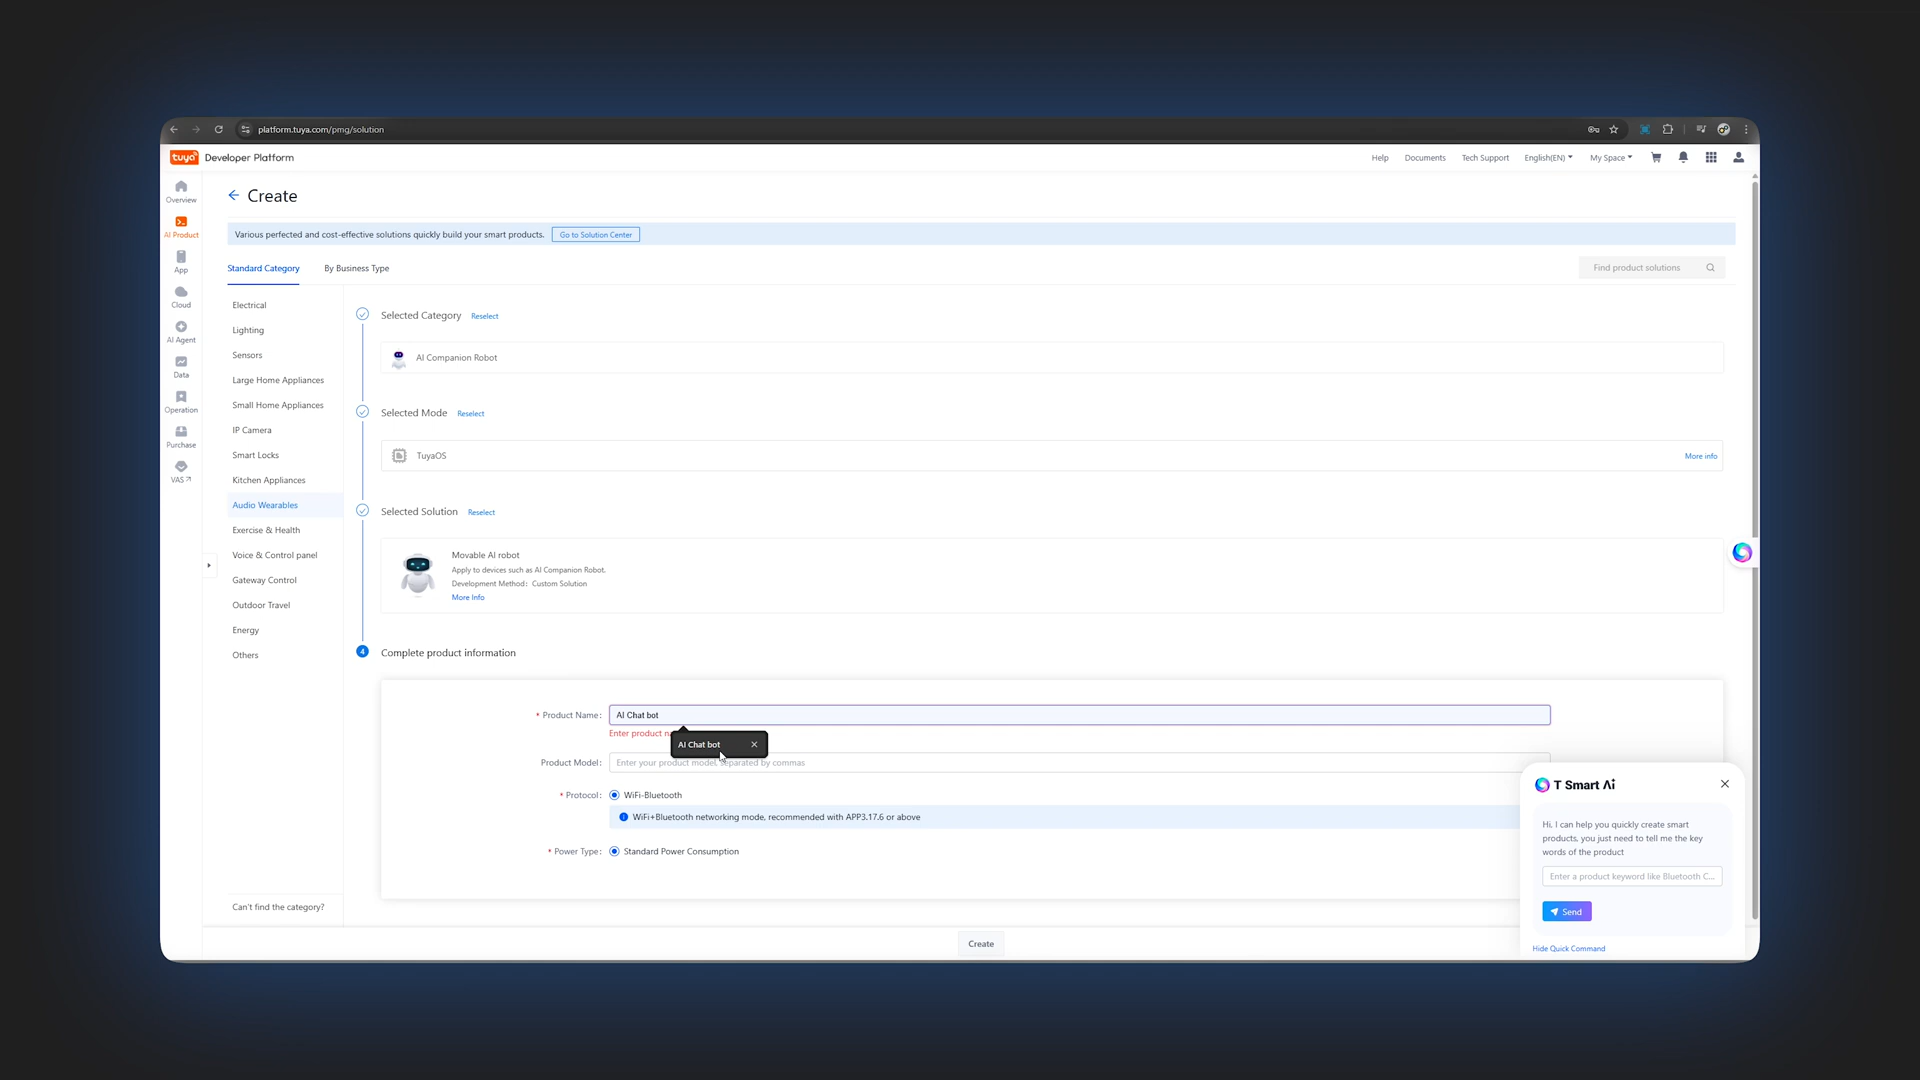 platform.tuya.com/pmg/solution
tuya Developer Platform
Help Documents Tech Support English(EN) My Space
Overview
AI Product
App
Cloud
AI Agent
Data
Operation
Purchase
VAS
Create
Various perfected and cost-effective solutions quickly build your smart products. Go to Solution Center
Standard Category By Business Type Find product solutions
Electrical
Lighting
Sensors
Large Home Appliances
Small Home Appliances
IP Camera
Smart Locks
Kitchen Appliances
Audio Wearables
Exercise & Health
Voice & Control panel
Gateway Control
Outdoor Travel
Energy
Others
Can't find the category?
Selected Category Reselect
AI Companion Robot
Selected Mode Reselect
TuyaOS More info
Selected Solution Reselect
Movable AI robot
Apply to devices such as AI Companion Robot.
Development Method: Custom Solution
More Info
4 Complete product information
* Product Name: AI Chat bot
Enter product
AI Chat bot
Product Model: Enter your product model, separated by commas
* Protocol: WiFi-Bluetooth
WiFi+Bluetooth networking mode, recommended with APP3.17.6 or above
* Power Type: Standard Power Consumption
Create
T Smart Ai
Hi, I can help you quickly create smart
products, you just need to tell me the key
words of the product
Enter a product keyword like Bluetooth C...
Send
Hide Quick Command